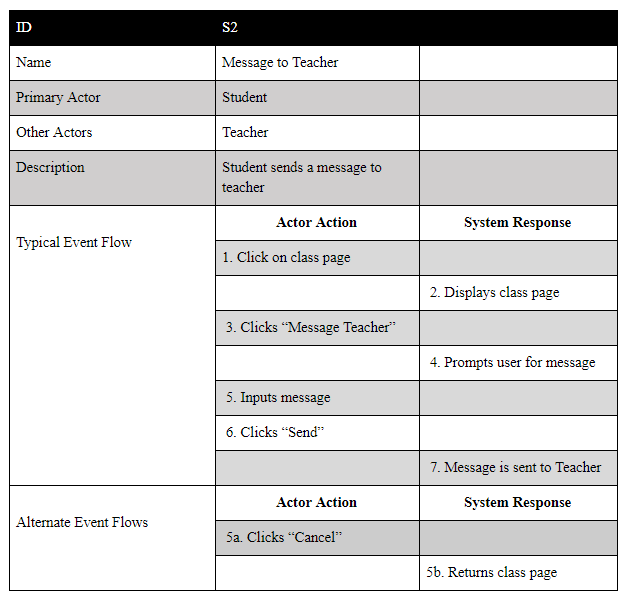 ID S2
Name Message to Teacher
Primary Actor Student
Other Actors Teacher
Description Student sends a message to
teacher
Typical Event Flow
Actor Action System Response
1. Click on class page
2. Displays class page
3. Clicks “Message Teacher”
4. Prompts user for message
5. Inputs message
6. Clicks “Send”
7. Message is sent to Teacher
Alternate Event Flows
Actor Action System Response
5a. Clicks “Cancel”
5b. Returns class page